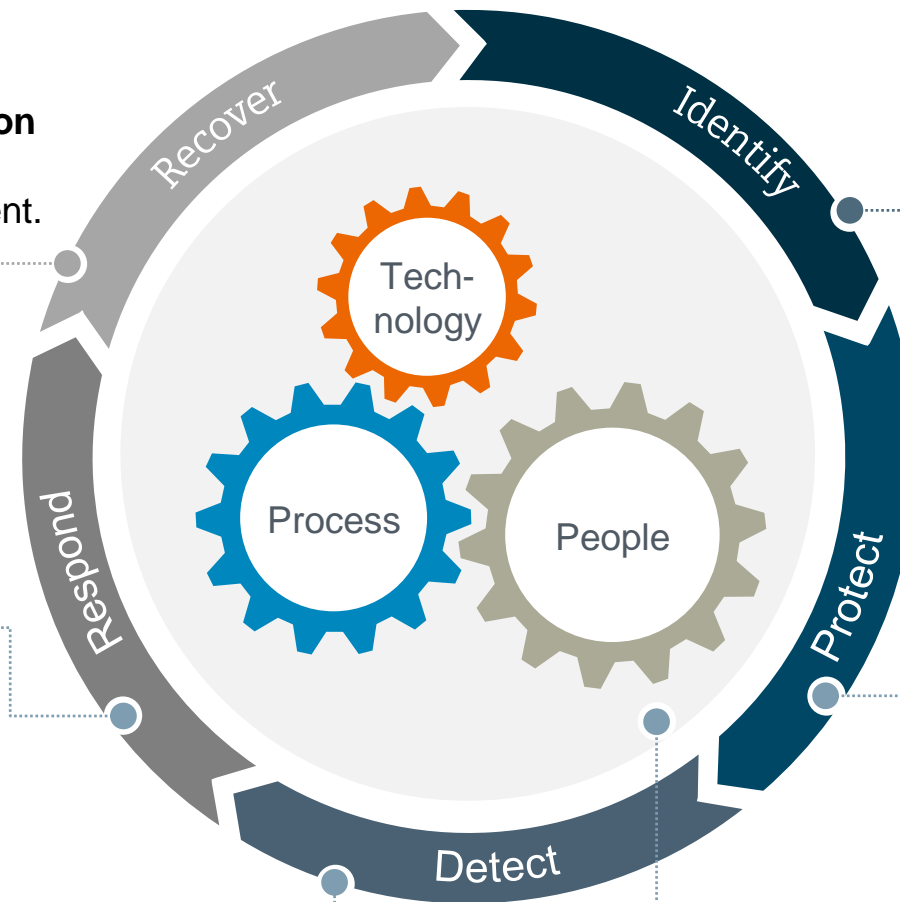 on
ent.
Recover
Identify
Tech-
nology
Process
People
Respond
Protect
Detect